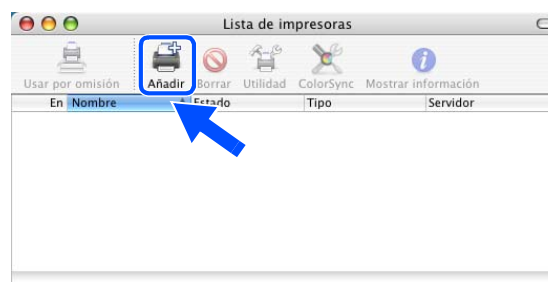 Lista de impresoras
Usar por omisión Añadir Borrar Utilidad ColorSync Mostrar información
En Nombre Estado Tipo Servidor